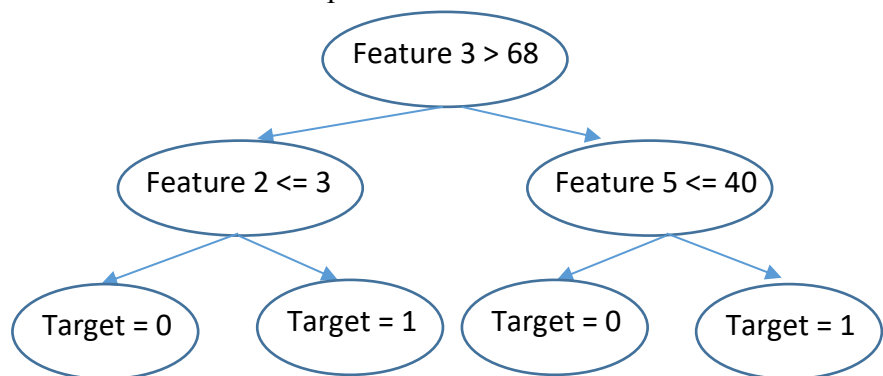 Feature 3 > 68
Feature 2 <= 3
Feature 5 <= 40
Target = 0
Target = 1
Target = 0
Target = 1